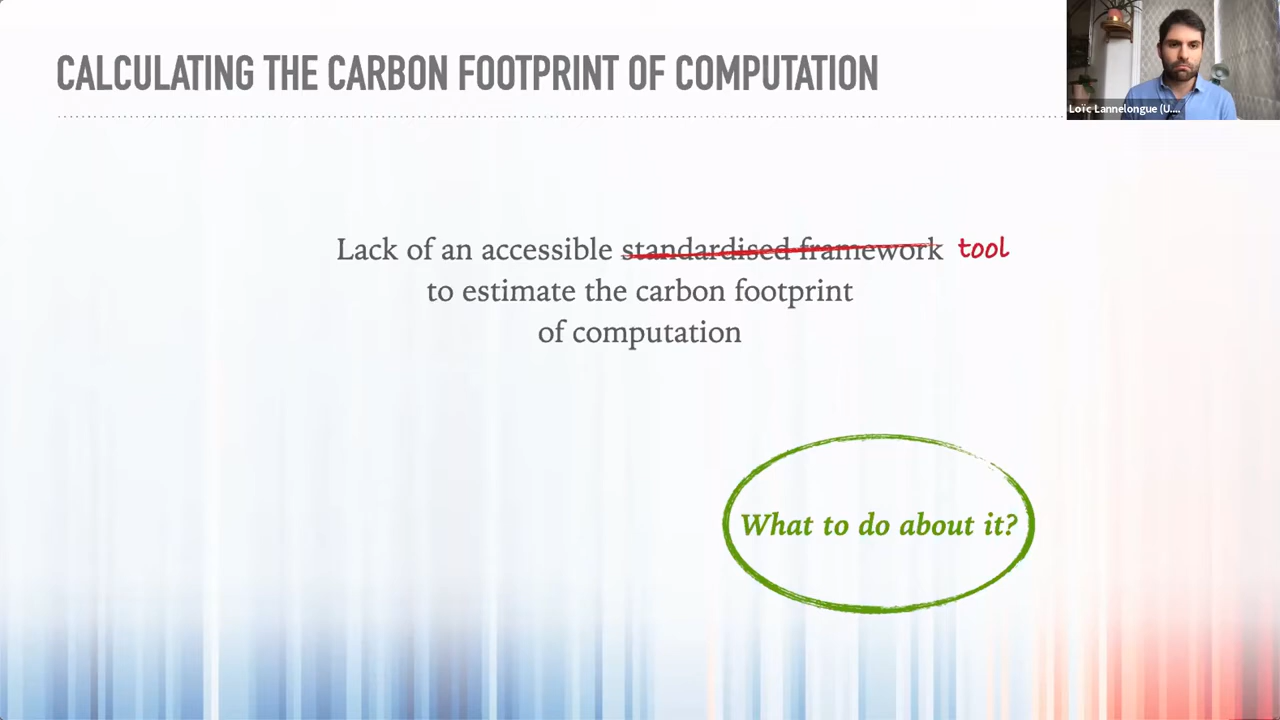 CALCULATING THE CARBON FOOTPRINT OF COMPUTATION
Loïc Lannelongue (U....
Lack of an accessible standardised framework tool
to estimate the carbon footprint
of computation
What to do about it?